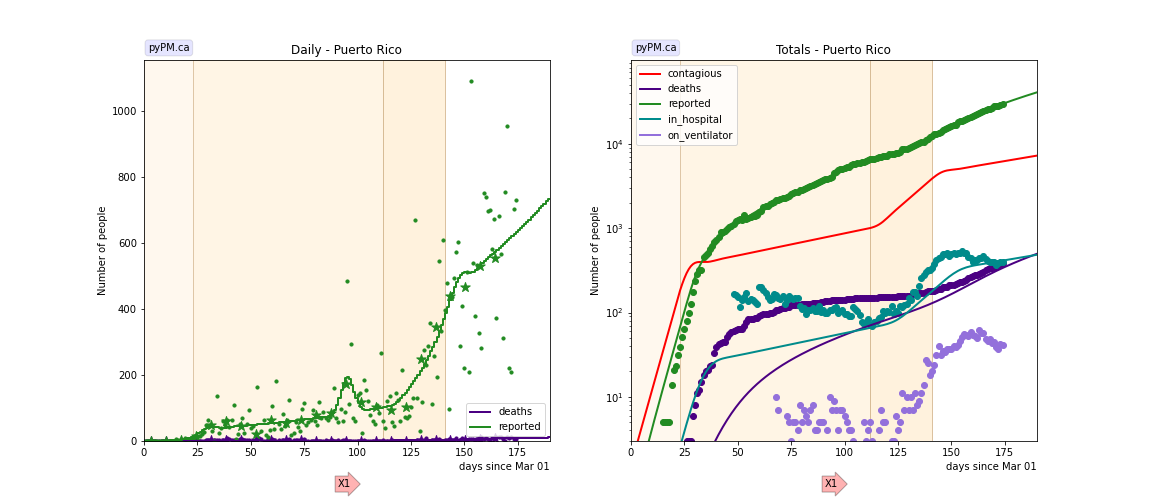 pyPM.ca
Daily - Puerto Rico
Number of people
1000
800
600
400
200
0
0
25
50
75
100
125
150
175
days since Mar 01
deaths
reported
X1
pyPM.ca
Totals - Puerto Rico
contagious
deaths
reported
in_hospital
on_ventilator
Number of people
10^4
10^3
10^2
10^1
0
25
50
75
100
125
150
175
days since Mar 01
X1